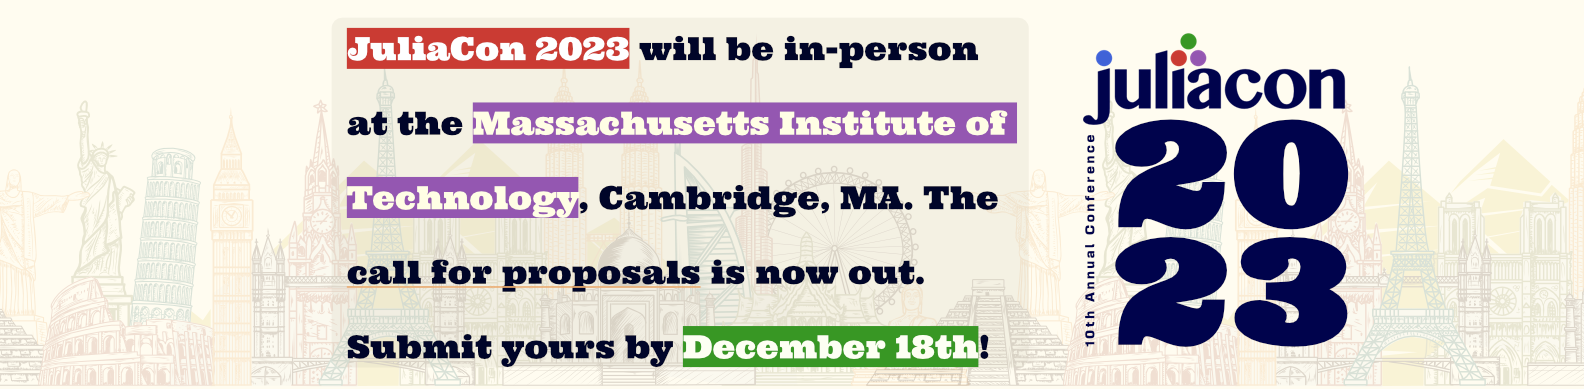 JuliaCon 2023 will be in-person
at the Massachusetts Institute of
Technology, Cambridge, MA. The
call for proposals is now out.
Submit yours by December 18th!
juliacon
10th Annual Conference
20
23